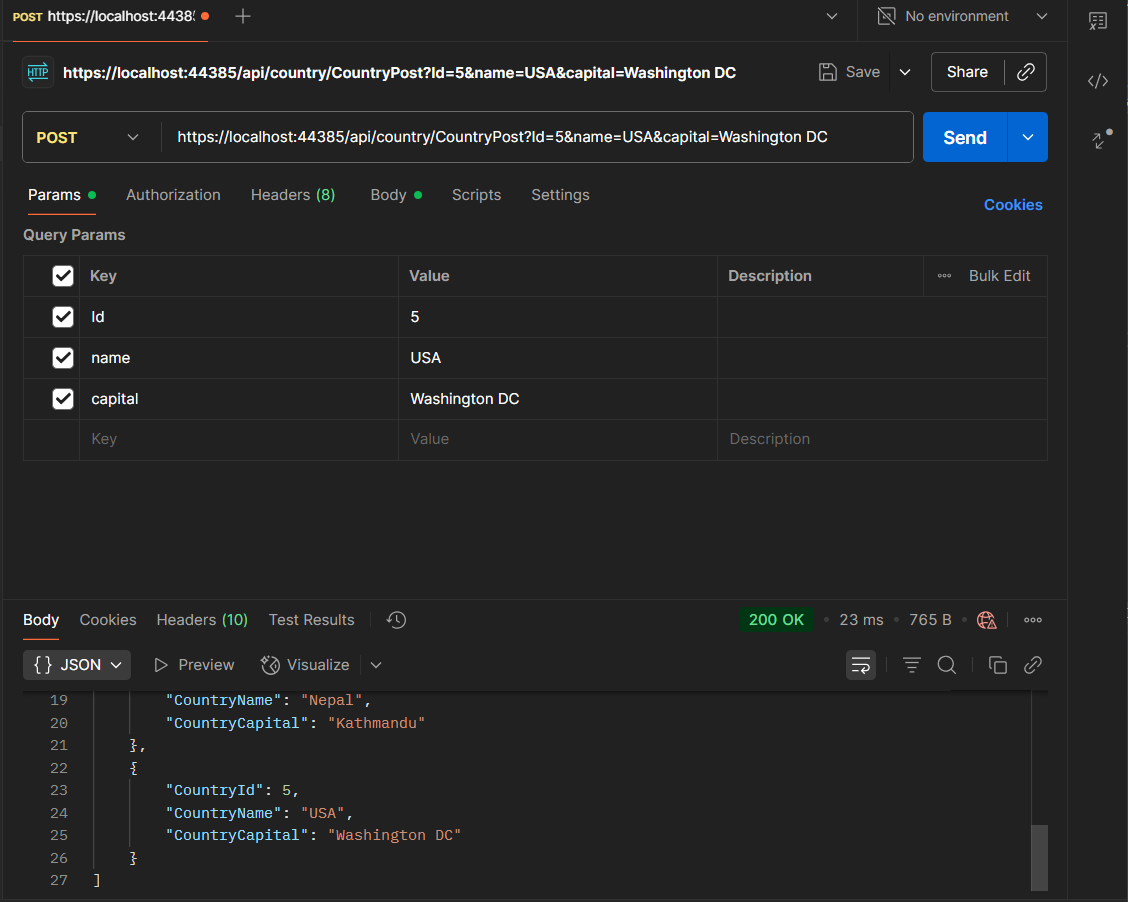 POST https://localhost:4438
No environment
HTTP https://localhost:44385/api/country/CountryPost?Id=5&name=USA&capital=Washington DC
Save
Share
POST
https://localhost:44385/api/country/CountryPost?Id=5&name=USA&capital=Washington DC
Send
Params Authorization Headers (8) Body Scripts Settings
Cookies
Query Params
Key Value Description Bulk Edit
Id 5
name USA
capital Washington DC
Key Value Description
Body Cookies Headers (10) Test Results
200 OK 23 ms 765 B
{} JSON Preview Visualize
19 "CountryName": "Nepal",
20 "CountryCapital": "Kathmandu"
21 },
22 {
23 "CountryId": 5,
24 "CountryName": "USA",
25 "CountryCapital": "Washington DC"
26 }
27 ]